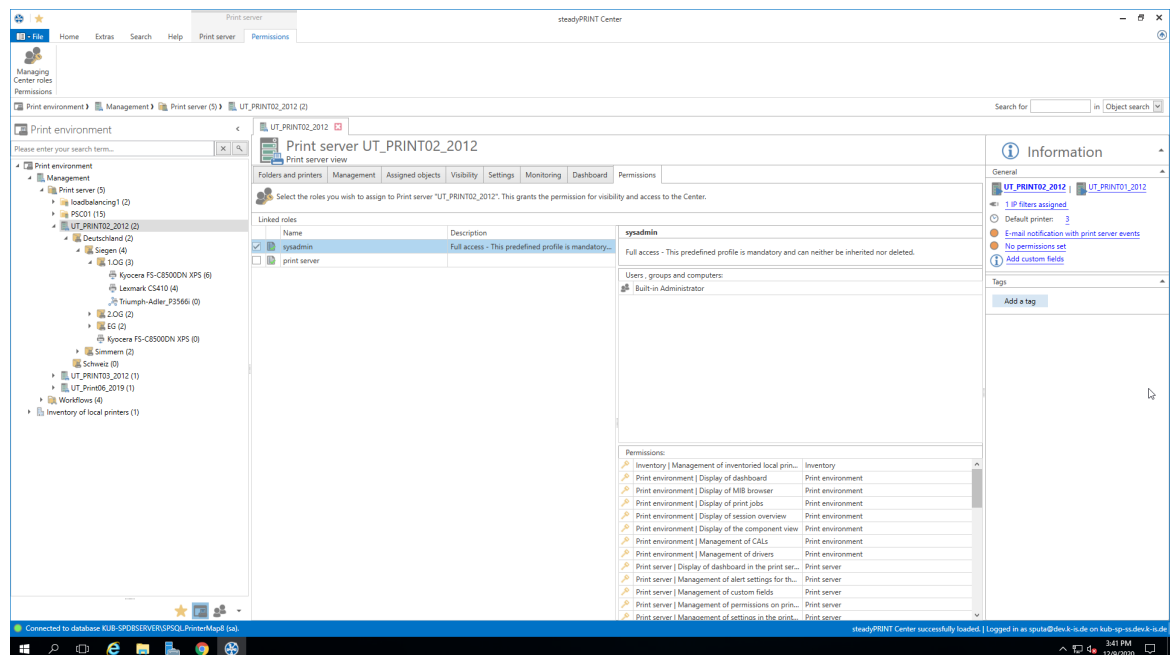 Print server
steadyPRINT Center
File Home Extras Search Help Print server Permissions
Managing
Center roles
Permissions
Print environment Management Print server (5) UT_PRINT02_2012 (2)
Search for in Object search
Print environment
Please enter your search term...
Print environment
Management
Print server (5)
loadbalancing1 (2)
PSC01 (15)
UT_PRINT02_2012 (2)
Deutschland (2)
Siegen (4)
1.OG (3)
Kyocera FS-C8500DN XPS (6)
Lexmark CS410 (4)
Triumph-Adler_P3566i (0)
2.OG (2)
EG (2)
Kyocera FS-C8500DN XPS (0)
Simmern (2)
Schweiz (0)
UT_PRINT03_2012 (1)
UT_Print06_2019 (1)
Workflows (4)
Inventory of local printers (1)
UT_PRINT02_2012
Print server UT_PRINT02_2012
Print server view
Folders and printers Management Assigned objects Visibility Settings Monitoring Dashboard Permissions
Select the roles you wish to assign to Print server "UT_PRINT02_2012". This grants the permission for visibility and access to the Center.
Linked roles
Name Description
sysadmin Full access - This predefined profile is mandatory...
print server
sysadmin
Full access - This predefined profile is mandatory and can neither be inherited nor deleted.
Users , groups and computers:
Built-in Administrator
Permissions:
Inventory | Management of inventoried local prin... Inventory
Print environment | Display of dashboard Print environment
Print environment | Display of MIB browser Print environment
Print environment | Display of print jobs Print environment
Print environment | Display of session overview Print environment
Print environment | Display of the component view Print environment
Print environment | Management of CALs Print environment
Print environment | Management of drivers Print environment
Print server | Display of dashboard in the print ser... Print server
Print server | Management of alert settings for th... Print server
Print server | Management of custom fields Print server
Print server | Management of permissions on prin... Print server
Print server | Management of settings in the print... Print server
Information
General
UT_PRINT02_2012 | UT_PRINT01_2012
1 IP filters assigned
Default printer: 3
E-mail notification with print server events
No permissions set
Add custom fields
Tags
Add a tag
Connected to database KUB-SPDBSERVER\SPSQL.PrinterMap8 (sa).
steadyPRINT Center successfully loaded. | Logged in as sputa@dev.k-is.de on kub-sp-ss.dev.k-is.de
3:41 PM
12/9/2020